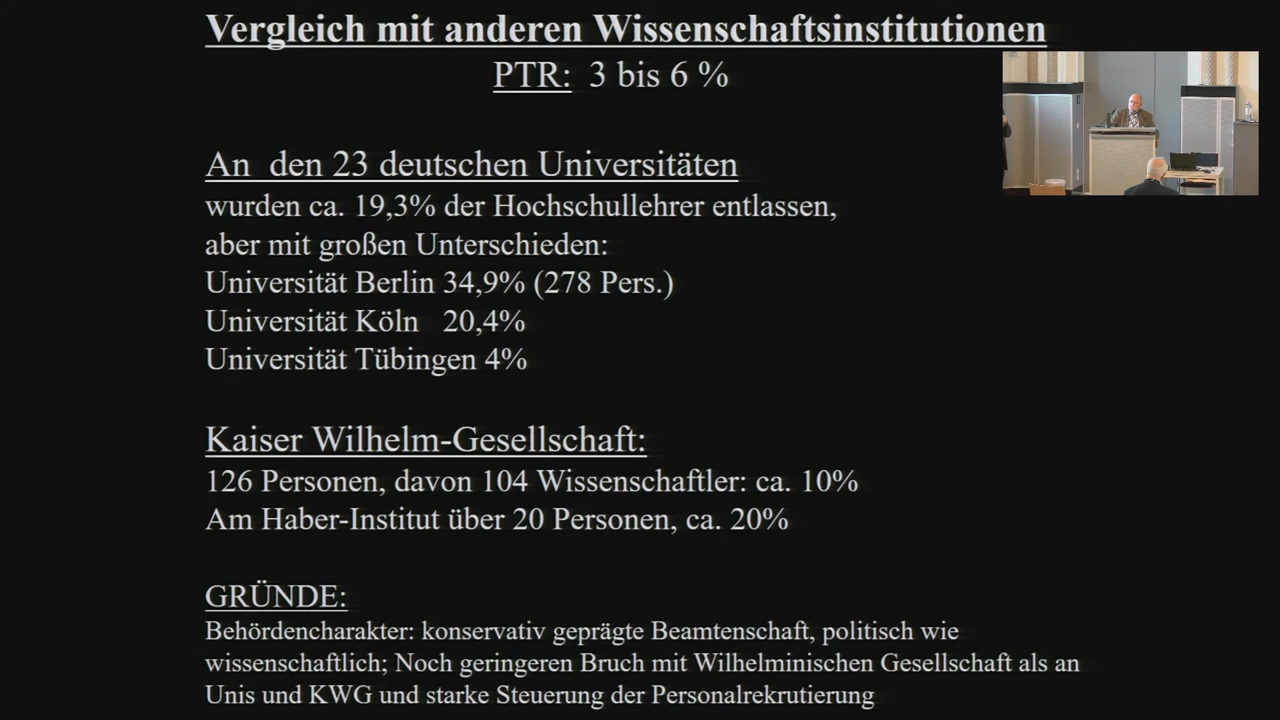 Vergleich mit anderen Wissenschaftsinstitutionen
PTR: 3 bis 6 %
An den 23 deutschen Universitäten
wurden ca. 19,3% der Hochschullehrer entlassen,
aber mit großen Unterschieden:
Universität Berlin 34,9% (278 Pers.)
Universität Köln 20,4%
Universität Tübingen 4%
Kaiser Wilhelm-Gesellschaft:
126 Personen, davon 104 Wissenschaftler: ca. 10%
Am Haber-Institut über 20 Personen, ca. 20%
GRÜNDE:
Behördencharakter: konservativ geprägte Beamtenschaft, politisch wie
wissenschaftlich; Noch geringeren Bruch mit Wilhelminischen Gesellschaft als an
Unis und KWG und starke Steuerung der Personalrekrutierung